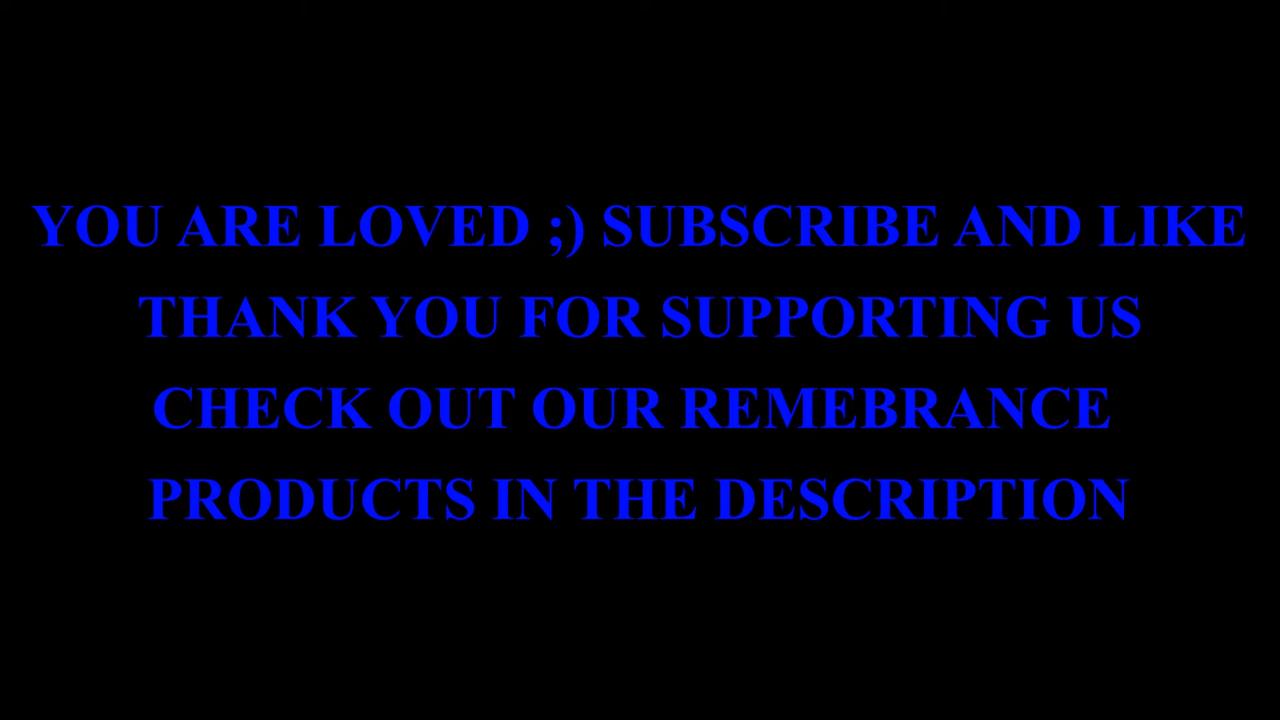 YOU ARE LOVED ;) SUBSCRIBE AND LIKE
THANK YOU FOR SUPPORTING US
CHECK OUT OUR REMEBRANCE
PRODUCTS IN THE DESCRIPTION